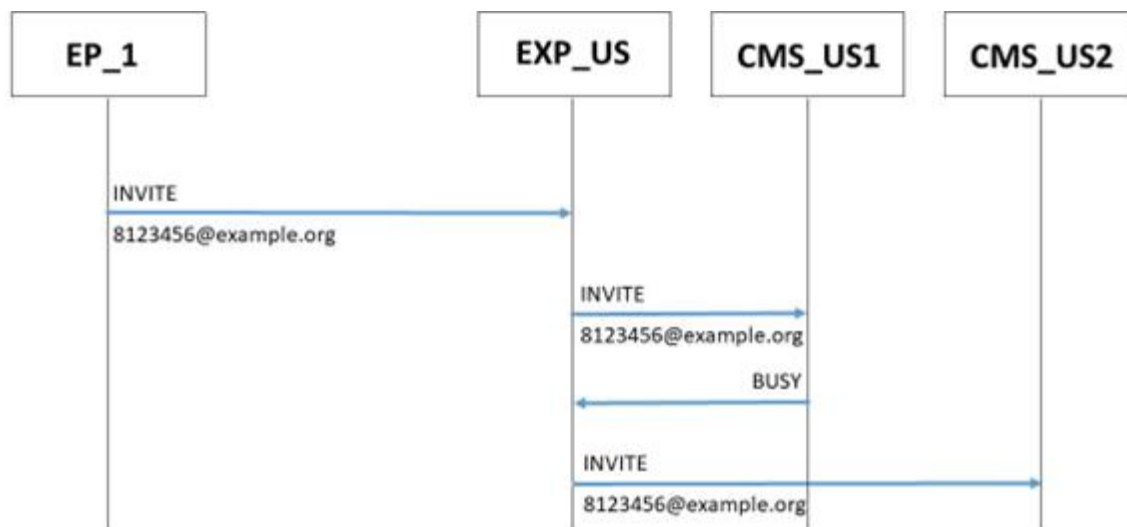 EP_1
EXP_US
CMS_US1
CMS_US2
INVITE
8123456@example.org
INVITE
8123456@example.org
BUSY
INVITE
8123456@example.org